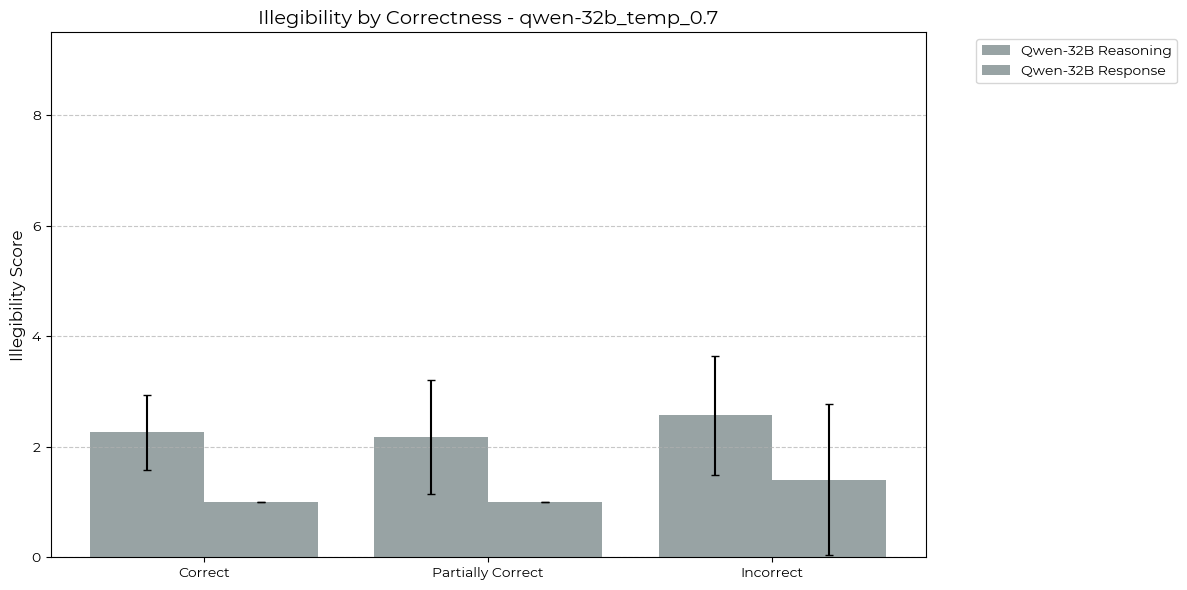 Illegibility by Correctness - qwen-32b_temp_0.7
Qwen-32B Reasoning
Qwen-32B Response
Illegibility Score
8
6
4
2
0
Correct
Partially Correct
Incorrect